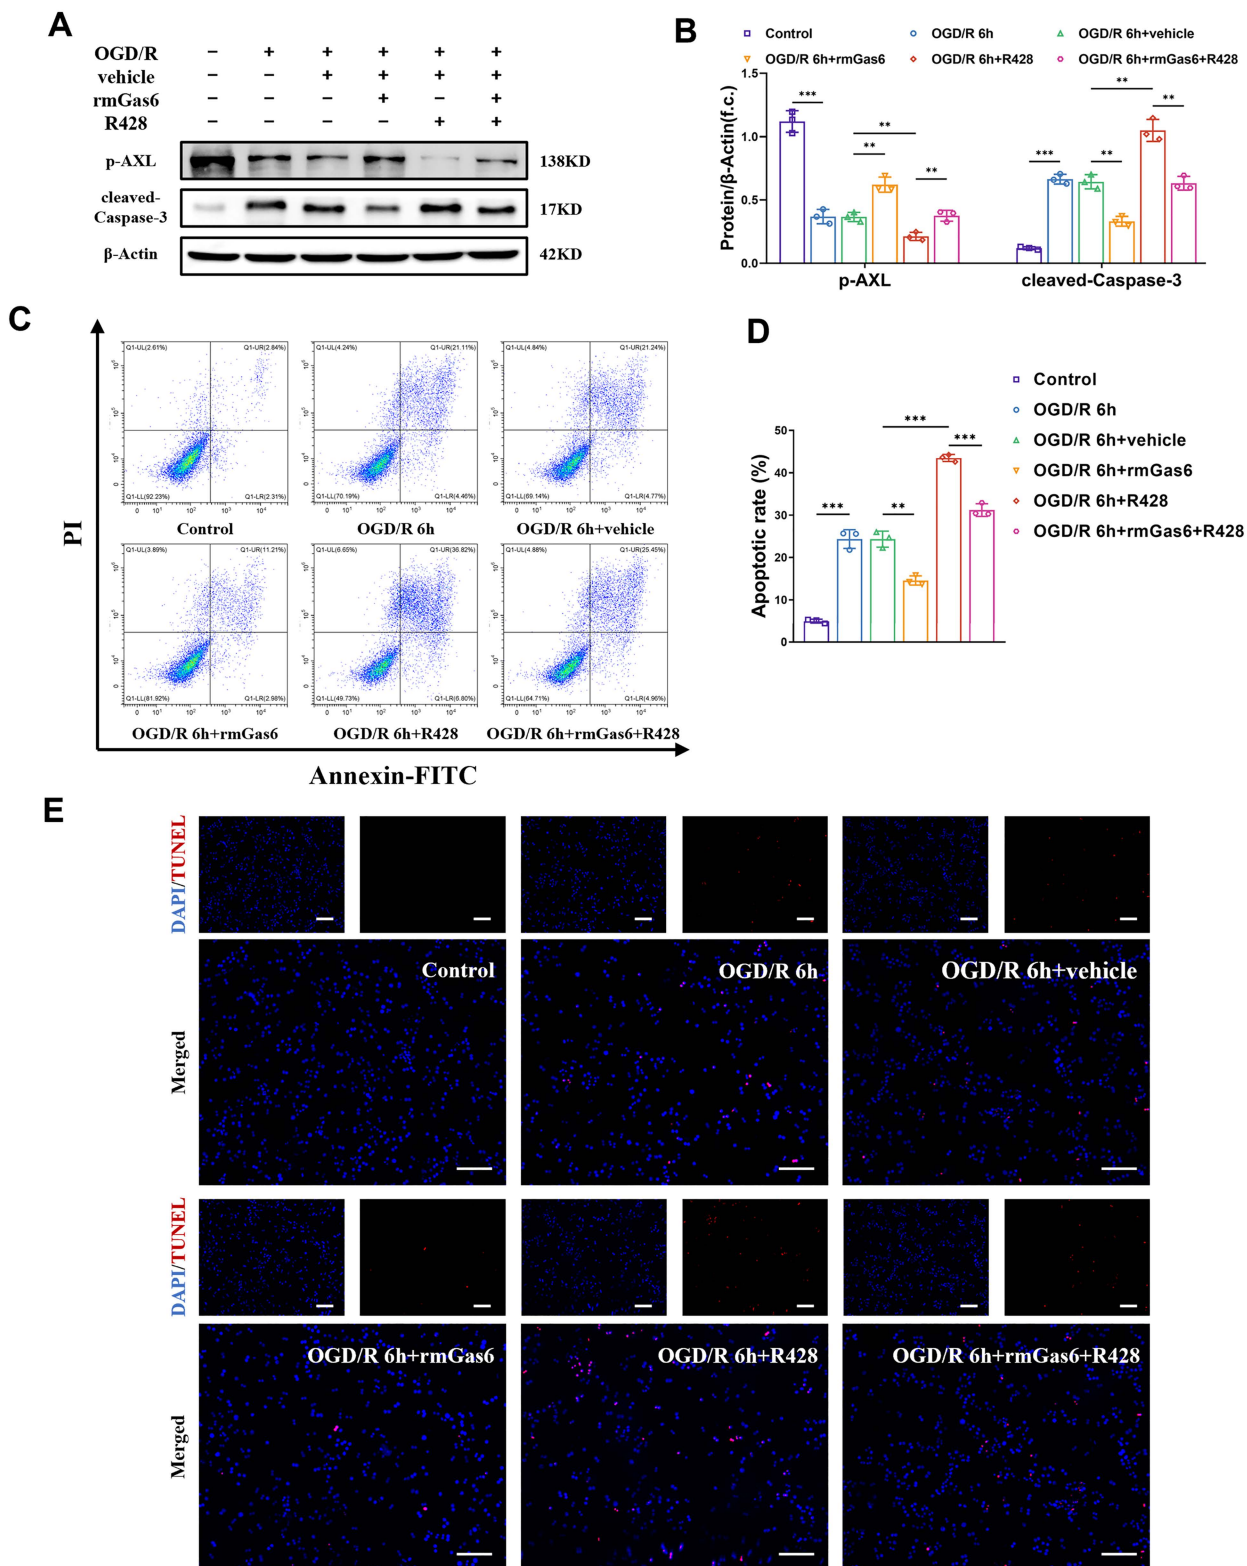 A
OGD/R − + + + + +
vehicle − − + + + +
rmGas6 − − − + − +
R428 − − − − + +
p-AXL 138KD
cleaved-
Caspase-3 17KD
β-Actin 42KD
B
Control OGD/R 6h OGD/R 6h+vehicle
OGD/R 6h+rmGas6 OGD/R 6h+R428 OGD/R 6h+rmGas6+R428
Protein/β-Actin(f.c.)
1.5
1.0
0.5
0.0
*** ** ** **
*** ** ** **
p-AXL cleaved-Caspase-3
C
PI
Q1-UL(2.61%) Q1-UR(2.84%) Q1-UL(4.24%) Q1-UR(21.11%) Q1-UL(4.84%) Q1-UR(21.24%)
Q1-LL(92.23%) Q1-LR(2.31%) Q1-LL(70.19%) Q1-LR(4.46%) Q1-LL(69.14%) Q1-LR(4.77%)
Control OGD/R 6h OGD/R 6h+vehicle
Q1-UL(3.89%) Q1-UR(11.21%) Q1-UL(6.65%) Q1-UR(36.82%) Q1-UL(4.88%) Q1-UR(25.45%)
Q1-LL(81.92%) Q1-LR(2.98%) Q1-LL(49.73%) Q1-LR(6.80%) Q1-LL(64.71%) Q1-LR(4.96%)
OGD/R 6h+rmGas6 OGD/R 6h+R428 OGD/R 6h+rmGas6+R428
Annexin-FITC
D
Apoptotic rate (%)
50
40
30
20
10
0
*** ** *** ***
Control
OGD/R 6h
OGD/R 6h+vehicle
OGD/R 6h+rmGas6
OGD/R 6h+R428
OGD/R 6h+rmGas6+R428
E
DAPI/TUNEL
Merged
Control OGD/R 6h OGD/R 6h+vehicle
DAPI/TUNEL
Merged
OGD/R 6h+rmGas6 OGD/R 6h+R428 OGD/R 6h+rmGas6+R428